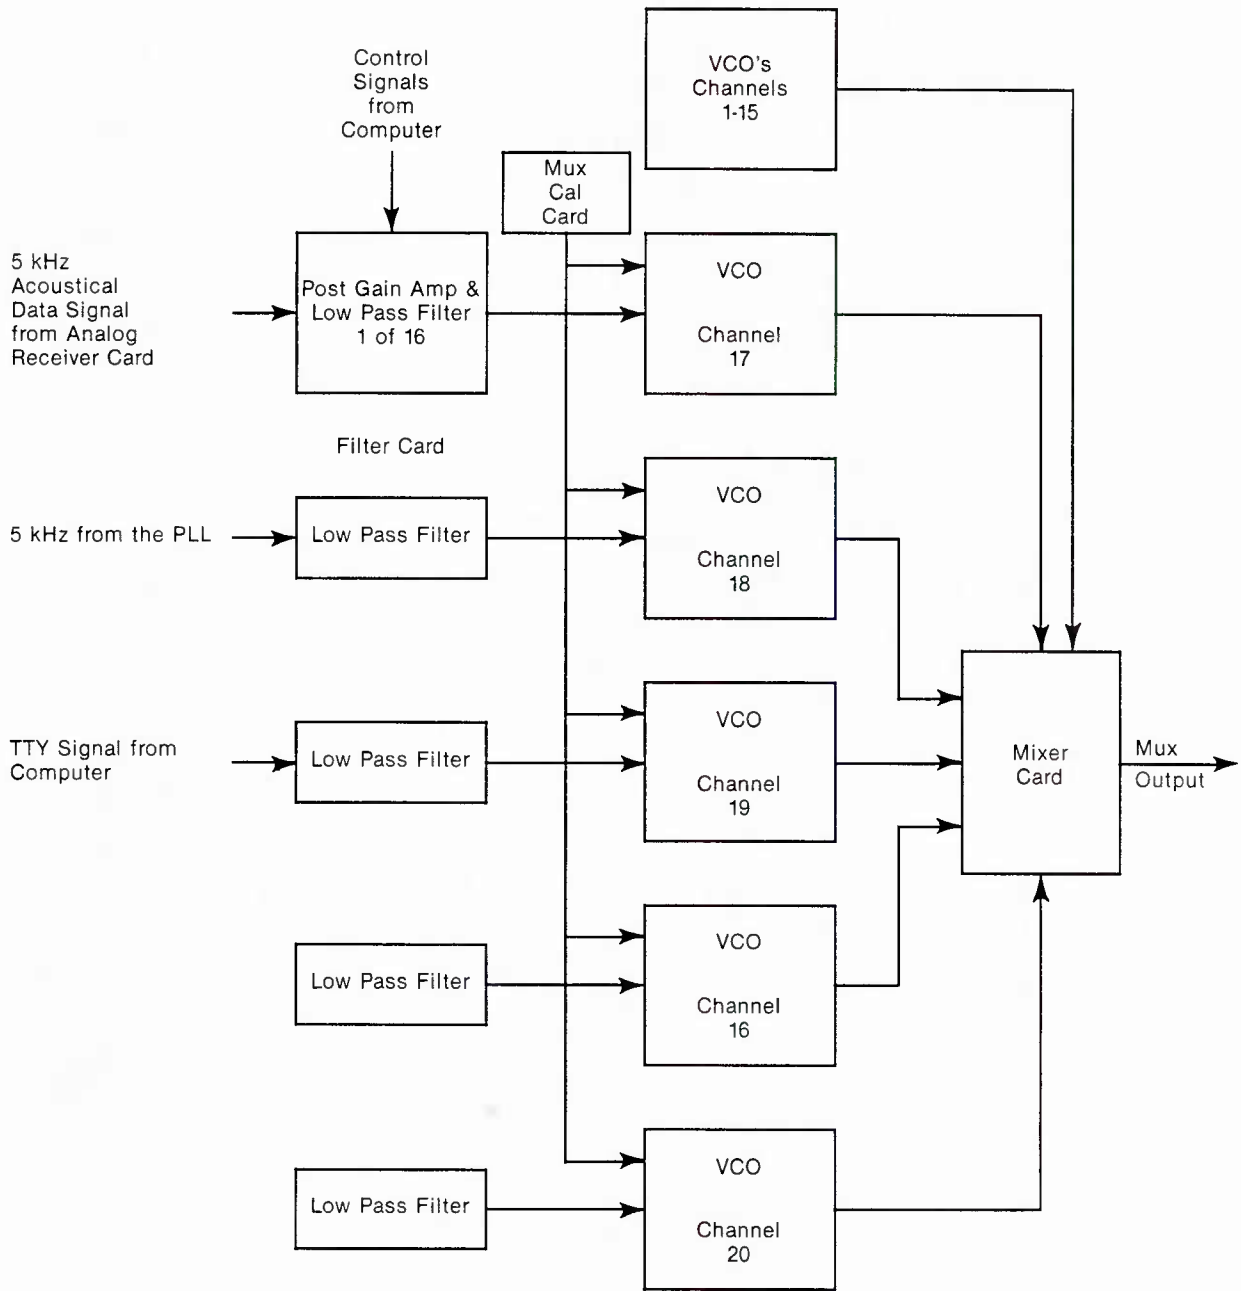 Control
Signals
from
Computer
VCO's
Channels
1-15
Mux
Cal
Card
5 kHz
Acoustical
Data Signal
from Analog
Receiver Card
Post Gain Amp &
Low Pass Filter
1 of 16
VCO
Channel
17
Filter Card
5 kHz from the PLL
Low Pass Filter
VCO
Channel
18
TTY Signal from
Computer
Low Pass Filter
VCO
Channel
19
Mixer
Card
Mux
Output
Low Pass Filter
VCO
Channel
16
Low Pass Filter
VCO
Channel
20